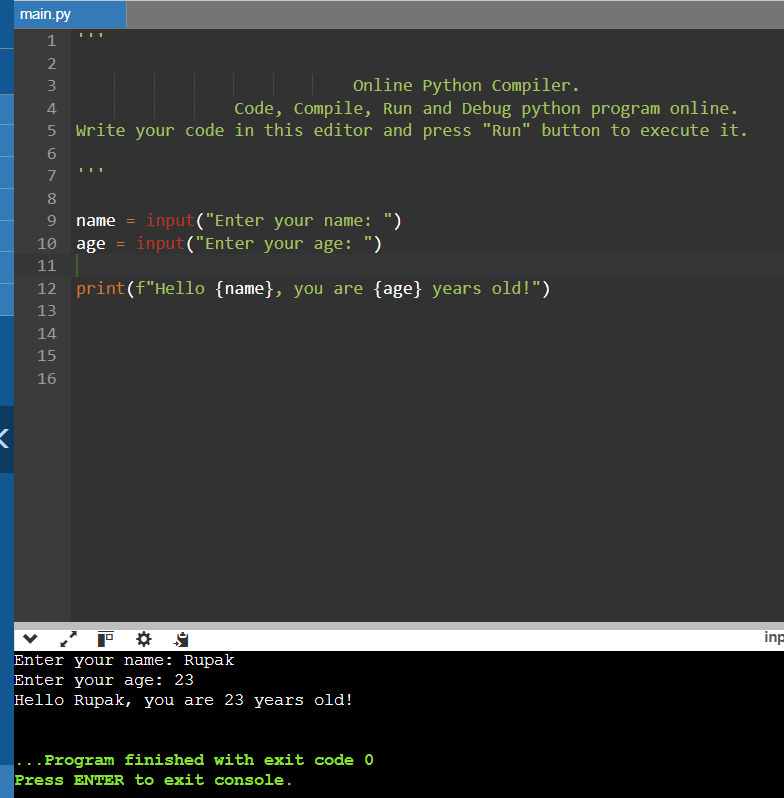 main.py
1 '''
2
3 Online Python Compiler.
4 Code, Compile, Run and Debug python program online.
5 Write your code in this editor and press "Run" button to execute it.
6
7 '''
8
9 name = input("Enter your name: ")
10 age = input("Enter your age: ")
11
12 print(f"Hello {name}, you are {age} years old!")
13
14
15
16
inp
Enter your name: Rupak
Enter your age: 23
Hello Rupak, you are 23 years old!
...Program finished with exit code 0
Press ENTER to exit console.